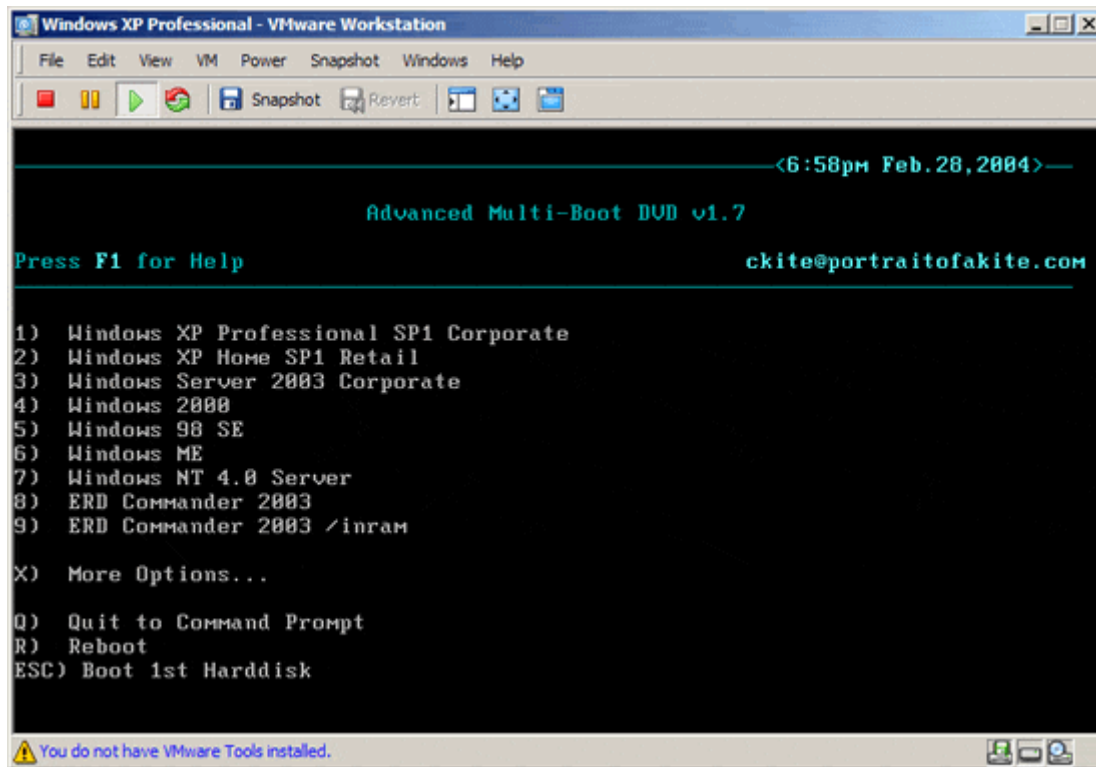 Windows XP Professional - VMware Workstation
File Edit View VM Power Snapshot Windows Help
Snapshot Revert
<6:58pm Feb.28,2004>
Advanced Multi-Boot DVD v1.7
Press F1 for Help ckite@portraitofakite.com
1) Windows XP Professional SP1 Corporate
2) Windows XP Home SP1 Retail
3) Windows Server 2003 Corporate
4) Windows 2000
5) Windows 98 SE
6) Windows ME
7) Windows NT 4.0 Server
8) ERD Commander 2003
9) ERD Commander 2003 /inram
X) More Options...
Q) Quit to Command Prompt
R) Reboot
ESC) Boot 1st Harddisk
You do not have VMware Tools installed.